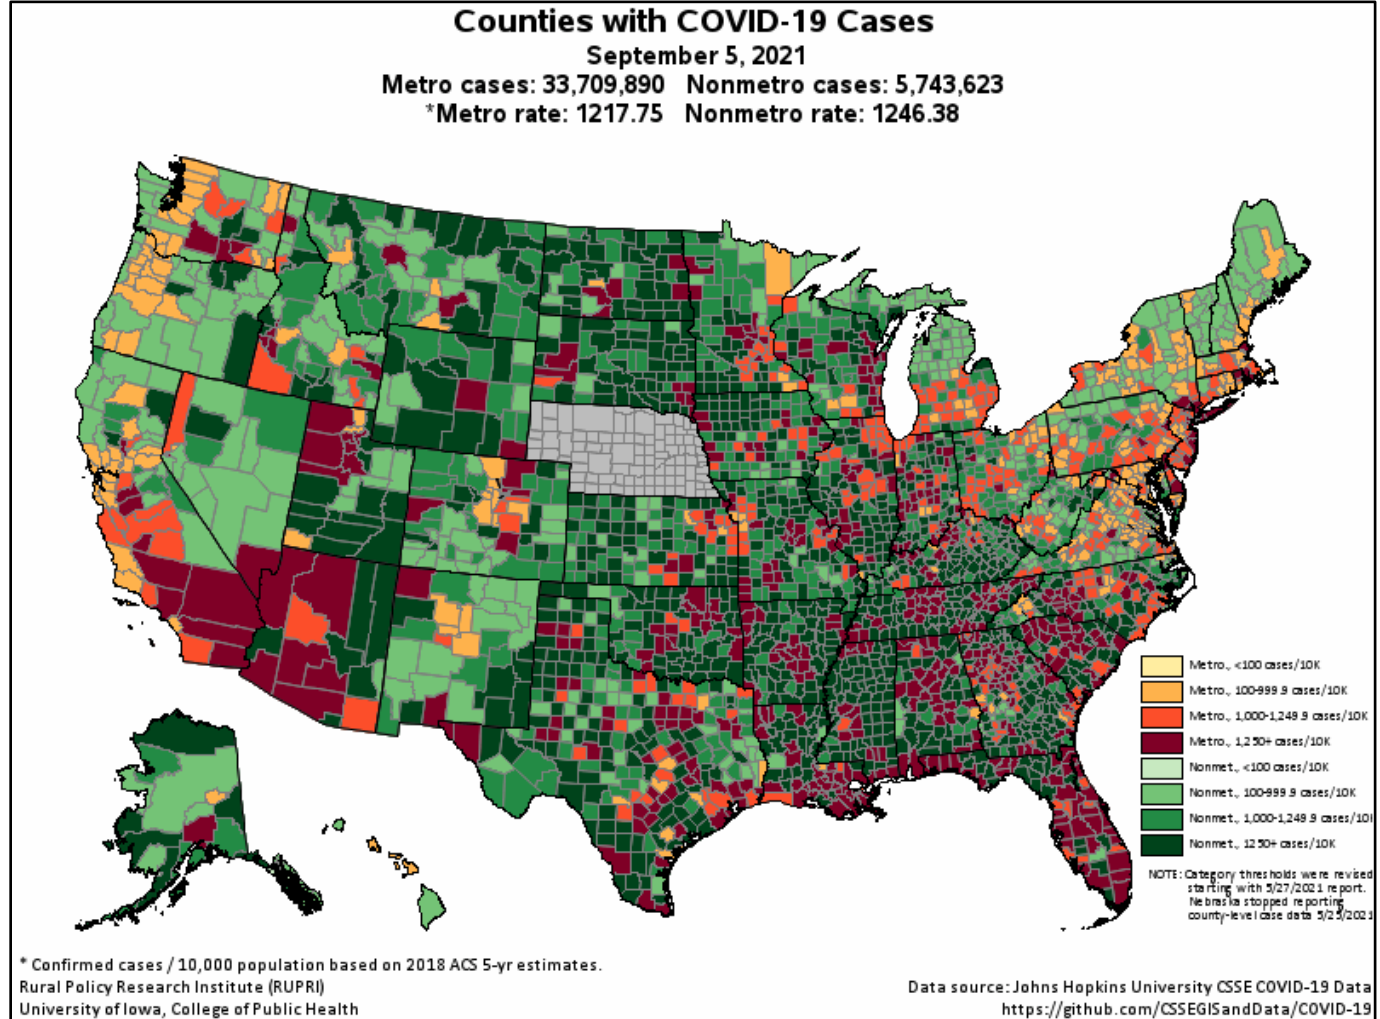 Counties with COVID-19 Cases
September 5, 2021
Metro cases: 33,709,890 Nonmetro cases: 5,743,623
*Metro rate: 1217.75 Nonmetro rate: 1246.38
Metro., <100 cases/10K
Metro., 100-999.9 cases/10K
Metro., 1,000-1,249.9 cases/10K
Metro., 1,250+ cases/10K
Nonmet., <100 cases/10K
Nonmet., 100-999.9 cases/10K
Nonmet., 1,000-1,249.9 cases/10K
Nonmet., 1250+ cases/10K
NOTE: Category thresholds were revised
starting with 5/27/2021 report.
Nebraska stopped reporting
county-level case data 5/25/2021
* Confirmed cases / 10,000 population based on 2018 ACS 5-yr estimates.
Rural Policy Research Institute (RUPRI)
University of Iowa, College of Public Health
Data source: Johns Hopkins University CSSE COVID-19 Data
https://github.com/CSSEGISandData/COVID-19